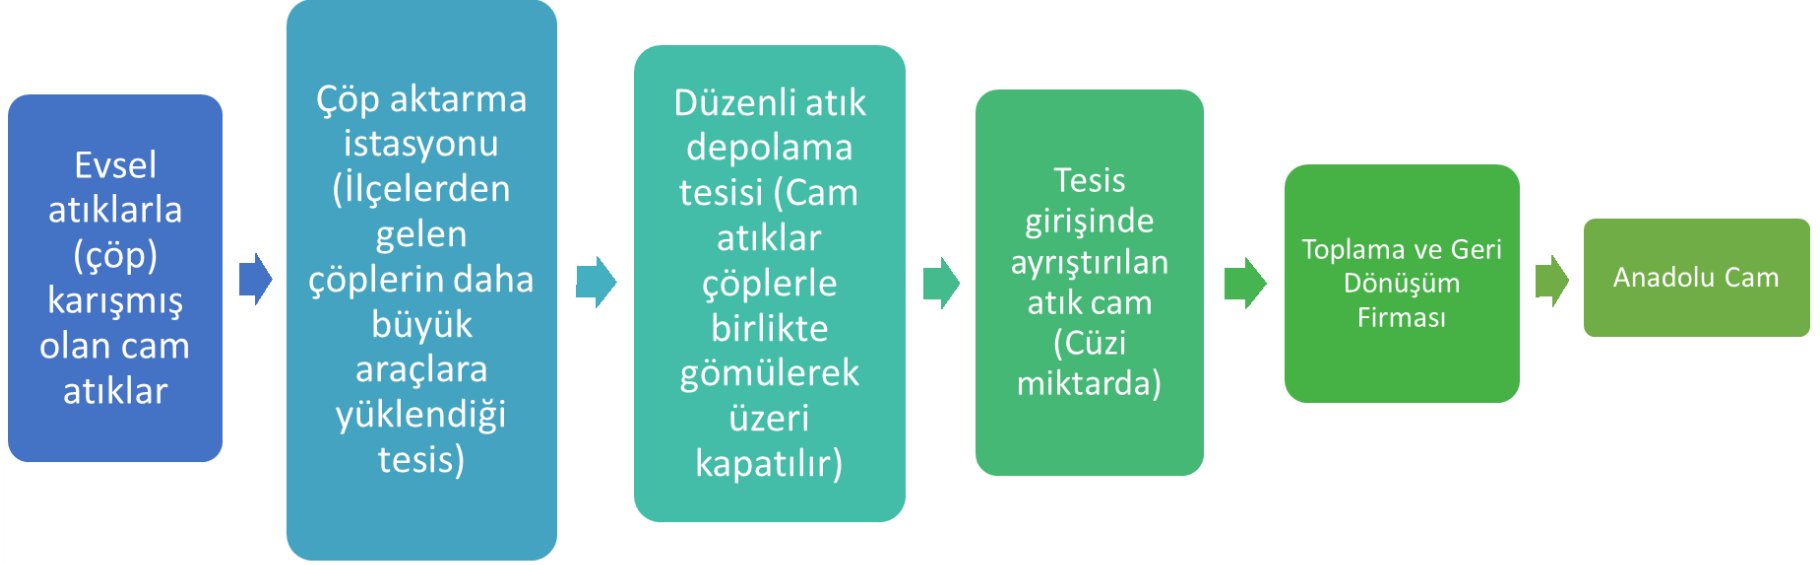 Evsel
atıklarla
(çöp)
karışmış
olan cam
atıklar
Çöp aktarma
istasyonu
(İlçelerden
gelen
çöplerin daha
büyük
araçlara
yüklendiği
tesis)
Düzenli atık
depolama
tesisi (Cam
atıklar
çöplerle
birlikte
gömülerek
üzeri
kapatılır)
Tesis
girişinde
ayrıştırılan
atık cam
(Cüzi
miktarda)
Toplama ve Geri
Dönüşüm
Firması
Anadolu Cam